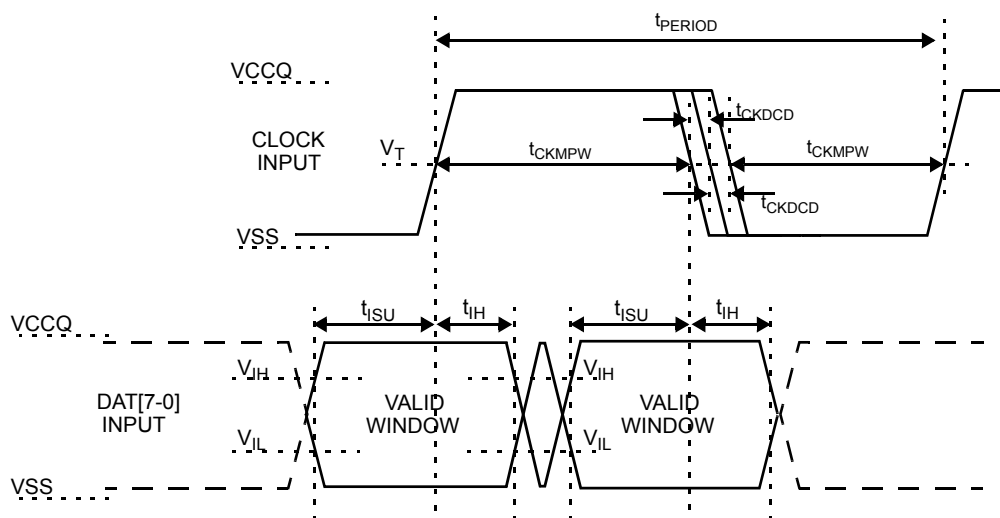 tPERIOD
VCCQ
CLOCK
INPUT
VT
tCKDCD
tCKMPW
tCKMPW
tCKDCD
VSS
VCCQ
tISU
tIH
tISU
tIH
VIH
VIH
DAT[7-0]
INPUT
VALID
WINDOW
VALID
WINDOW
VIL
VIL
VSS